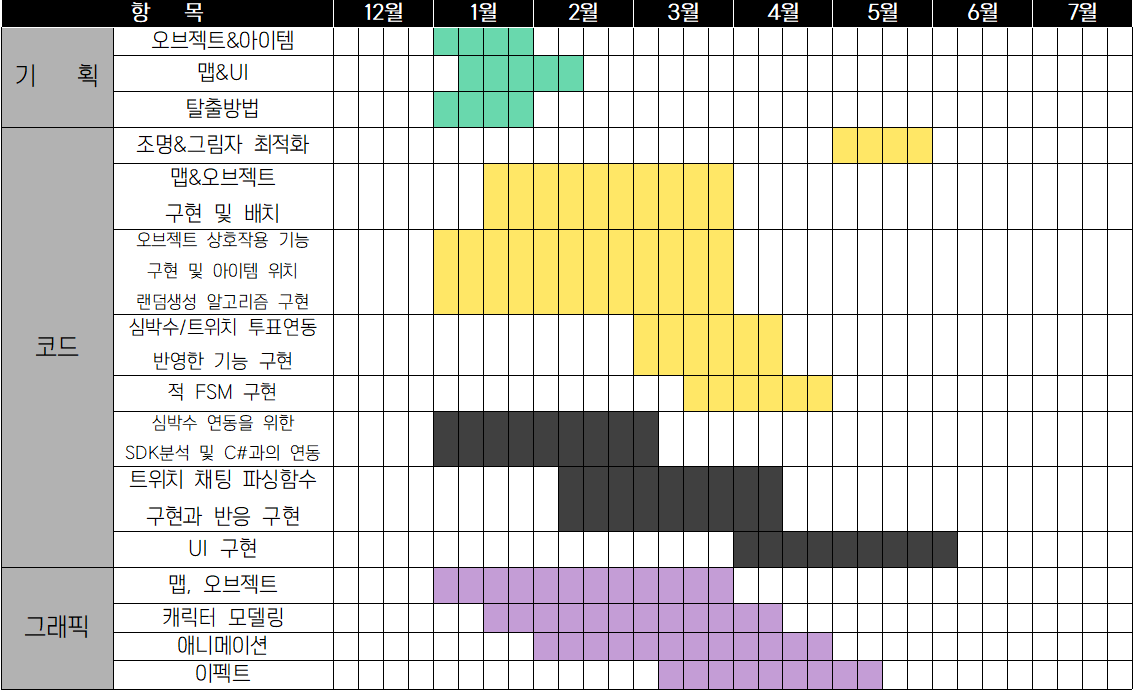 항 목 12월 1월 2월 3월 4월 5월 6월 7월
기 획
오브젝트&아이템
맵&UI
탈출방법
코드
조명&그림자 최적화
맵&오브젝트
구현 및 배치
오브젝트 상호작용 기능
구현 및 아이템 위치
랜덤생성 알고리즘 구현
심박수/트위치 투표연동
반영한 기능 구현
적 FSM 구현
심박수 연동을 위한
SDK분석 및 C#과의 연동
트위치 채팅 파싱함수
구현과 반응 구현
UI 구현
그래픽
맵, 오브젝트
캐릭터 모델링
애니메이션
이펙트